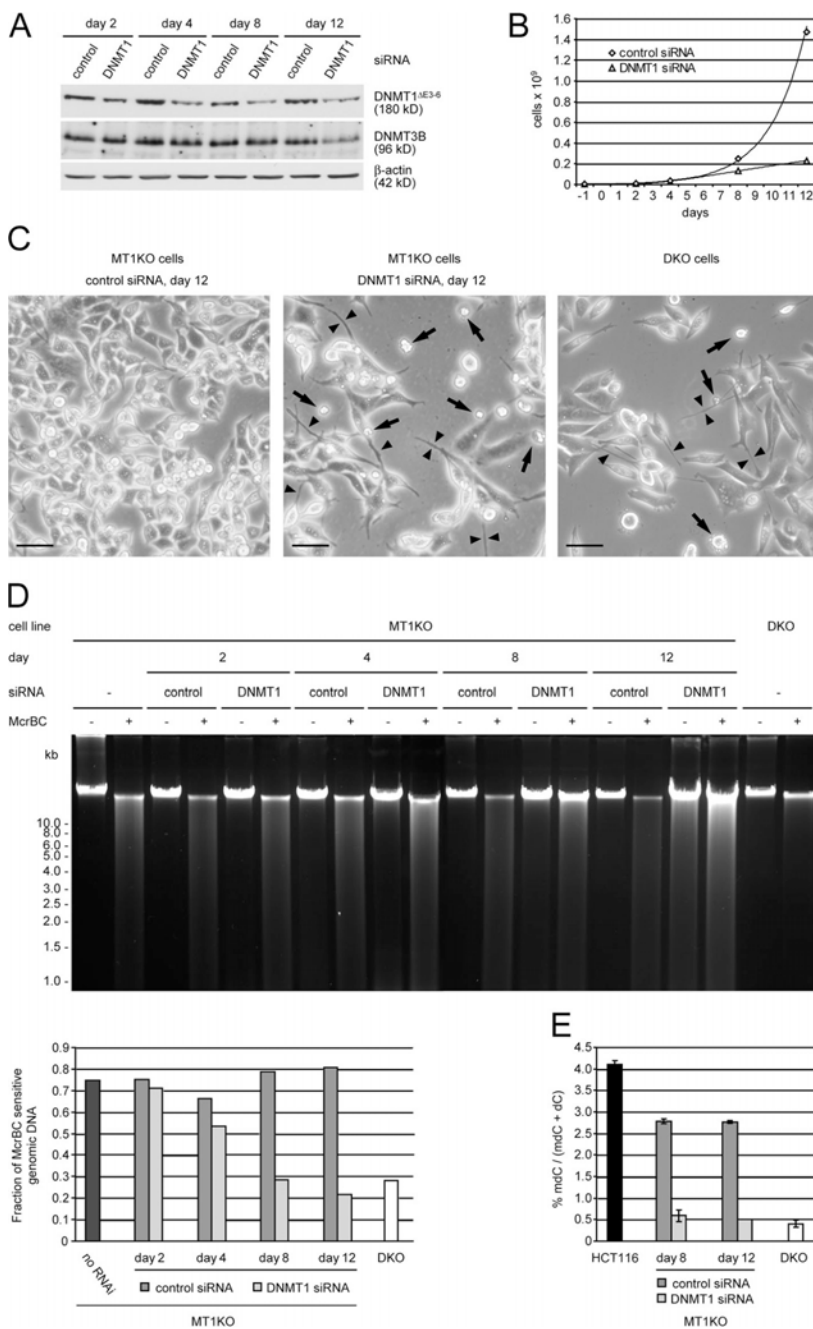 A
day 2 day 4 day 8 day 12
control DNMT1 control DNMT1 control DNMT1 control DNMT1 siRNA
DNMT1ΔE3-6
(180 kD)
DNMT3B
(96 kD)
β-actin
(42 kD)
B
cells x 10⁹
1.6
1.4
1.2
1.0
0.8
0.6
0.4
0.2
0
control siRNA
DNMT1 siRNA
-1 0 2 3 4 5 6 7 8 9 10 11 12
days
C
MT1KO cells
control siRNA, day 12
MT1KO cells
DNMT1 siRNA, day 12
DKO cells
D
cell line MT1KO DKO
day 2 4 8 12
siRNA - control DNMT1 control DNMT1 control DNMT1 control DNMT1 -
McrBC - + - + - + - + - + - + - + - + - + - +
kb
10.0 -
8.0 -
6.0 -
5.0 -
4.0 -
3.0 -
2.5 -
2.0 -
1.5 -
1.0 -
Fraction of McrBC sensitive
genomic DNA
0.9
0.8
0.7
0.6
0.5
0.4
0.3
0.2
0.1
0
no RNAi day 2 day 4 day 8 day 12 DKO
control siRNA DNMT1 siRNA
MT1KO
E
% mdC / (mdC + dC)
4.5
4.0
3.5
3.0
2.5
2.0
1.5
1.0
0.5
0
HCT116 day 8 day 12 DKO
control siRNA
DNMT1 siRNA
MT1KO